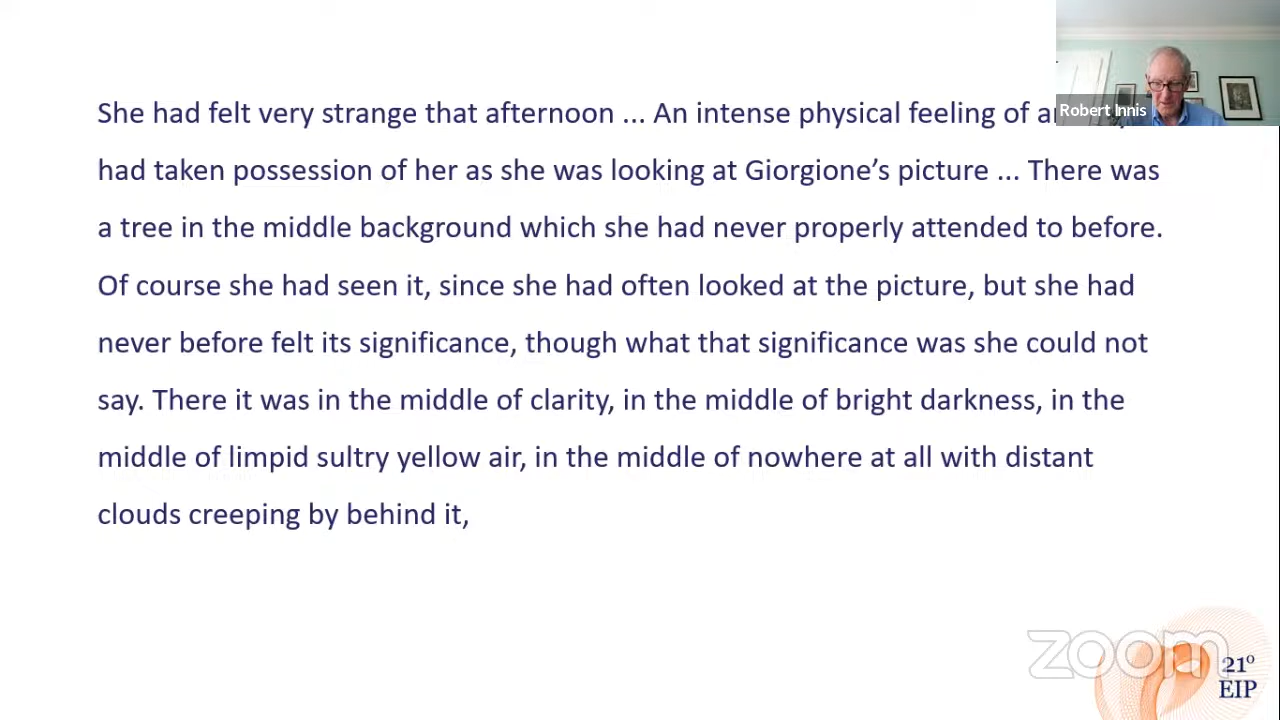 She had felt very strange that afternoon ... An intense physical feeling of
had taken possession of her as she was looking at Giorgione’s picture ... There was
a tree in the middle background which she had never properly attended to before.
Of course she had seen it, since she had often looked at the picture, but she had
never before felt its significance, though what that significance was she could not
say. There it was in the middle of clarity, in the middle of bright darkness, in the
middle of limpid sultry yellow air, in the middle of nowhere at all with distant
clouds creeping by behind it,
Robert Innis
zoom
21º
EIP